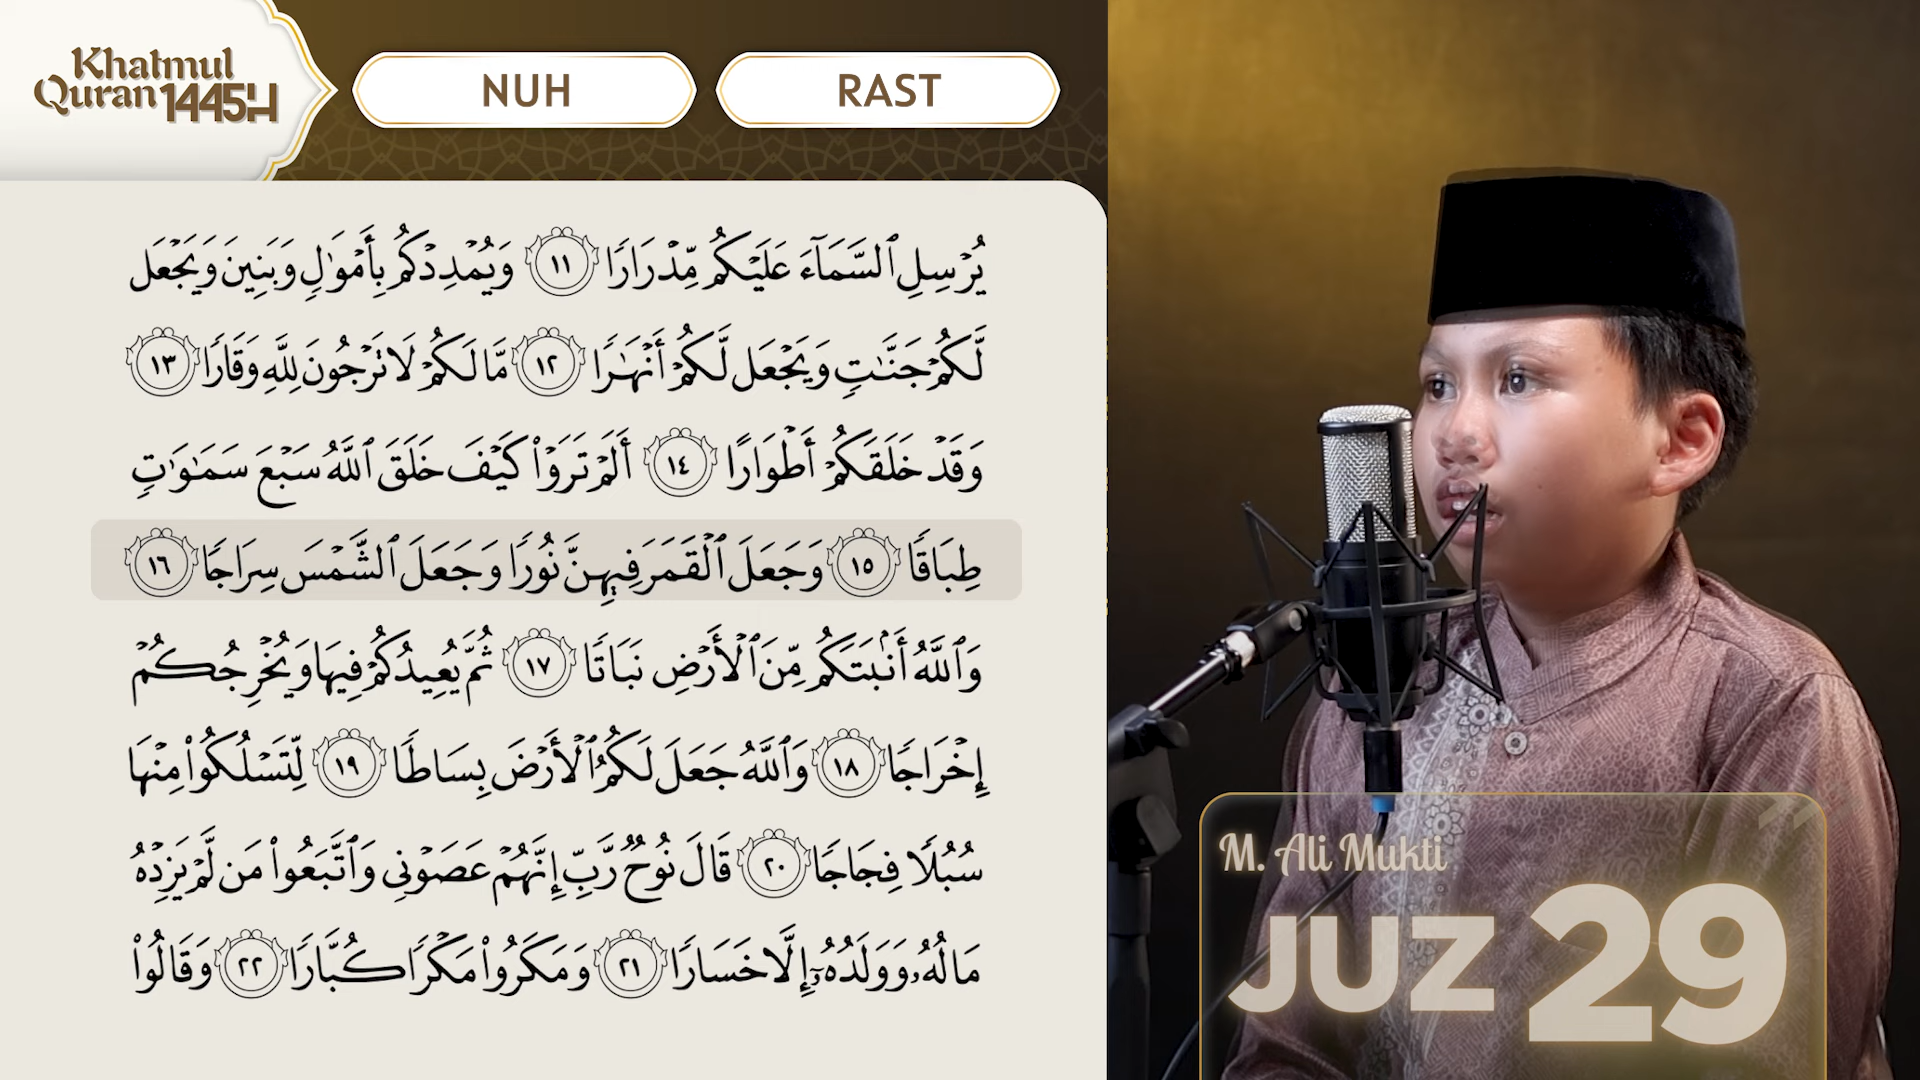 Khatmul
Quran 1445H
NUH
RAST
يُرْسِلِ ٱلسَّمَآءَ عَلَيْكُم مِّدْرَارًا ١١ وَيُمْدِدْكُم بِأَمْوَٰلٍ وَبَنِينَ وَيَجْعَل
لَّكُمْ جَنَّـٰتٍ وَيَجْعَل لَّكُمْ أَنْهَـٰرًا ١٢ مَّا لَكُمْ لَا تَرْجُونَ لِلَّهِ وَقَارًا ١٣
وَقَدْ خَلَقَكُمْ أَطْوَارًا ١٤ أَلَمْ تَرَوْا۟ كَيْفَ خَلَقَ ٱللَّهُ سَبْعَ سَمَـٰوَٰتٍ
طِبَاقًا ١٥ وَجَعَلَ ٱلْقَمَرَ فِيهِنَّ نُورًا وَجَعَلَ ٱلشَّمْسَ سِرَاجًا ١٦
وَٱللَّهُ أَنۢبَتَكُم مِّنَ ٱلْأَرْضِ نَبَاتًا ١٧ ثُمَّ يُعِيدُكُمْ فِيهَا وَيُخْرِجُكُمْ
إِخْرَاجًا ١٨ وَٱللَّهُ جَعَلَ لَكُمُ ٱلْأَرْضَ بِسَاطًا ١٩ لِّتَسْلُكُوا۟ مِنْهَا
سُبُلًا فِجَاجًا ٢٠ قَالَ نُوحٌ رَّبِّ إِنَّهُمْ عَصَوْنِى وَٱتَّبَعُوا۟ مَن لَّمْ يَزِدْهُ
مَالُهُۥ وَوَلَدُهُۥٓ إِلَّا خَسَارًا ٢١ وَمَكَرُوا۟ مَكْرًا كُبَّارًا ٢٢ وَقَالُوا۟
M. Ali Mukti
JUZ 29